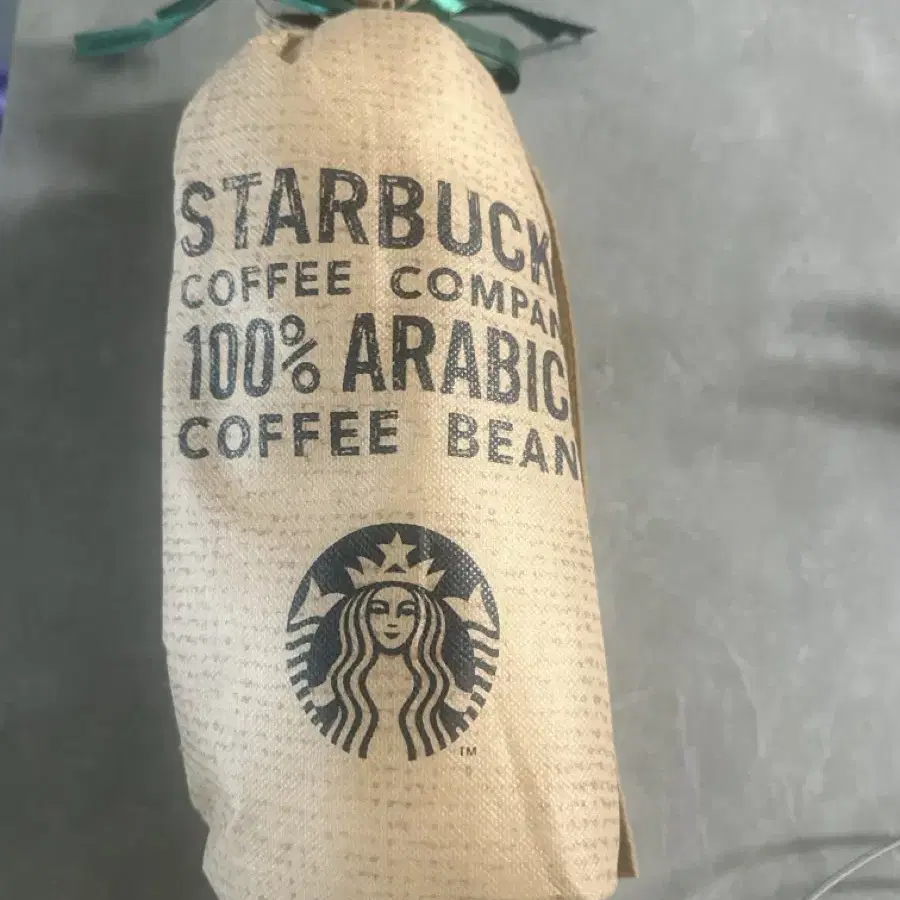 STARBUCK
COFFEE COMPAN
100% ARABIC
COFFEE BEAN
TM